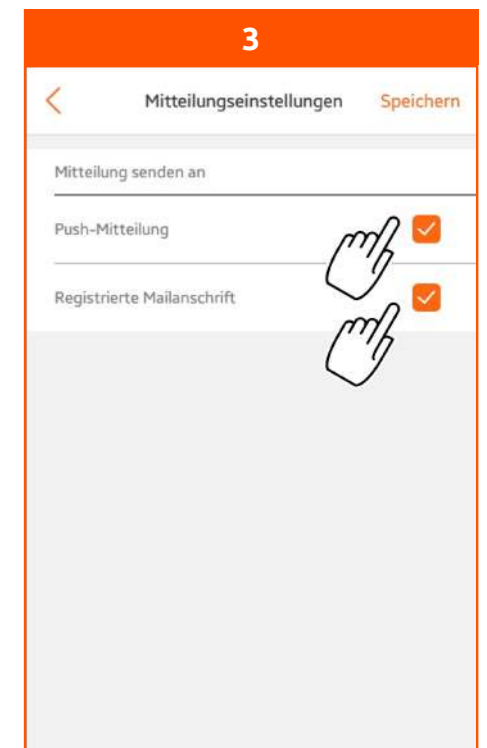 3
Mitteilungseinstellungen Speichern
Mitteilung senden an
Push-Mitteilung
Registrierte Mailanschrift